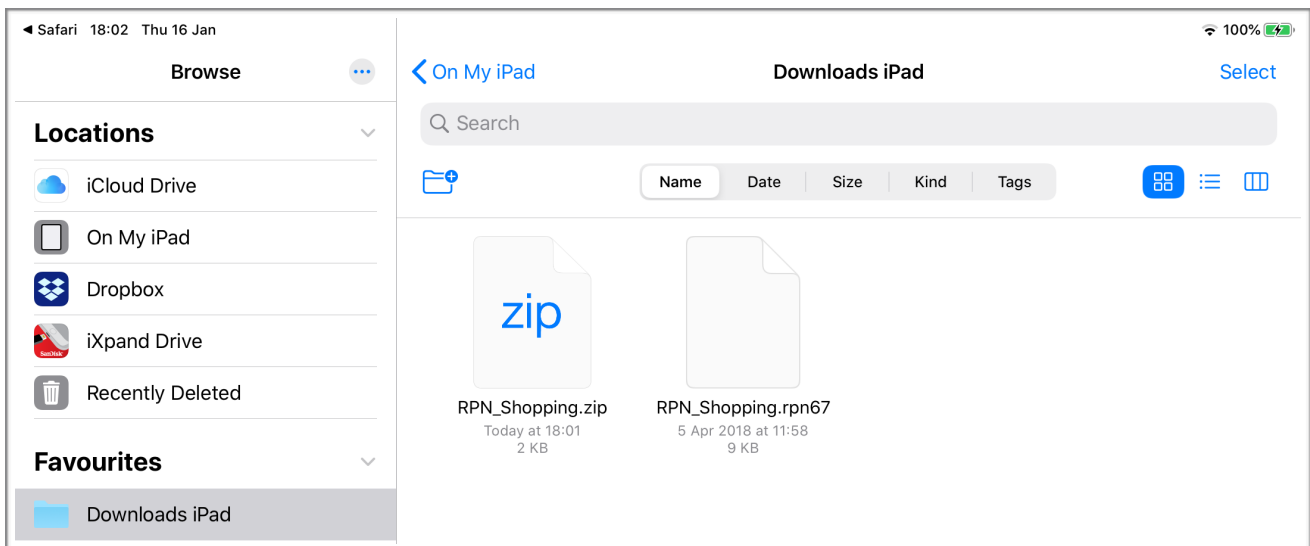 ◀ Safari 18:02 Thu 16 Jan
100%
Browse
On My iPad
Downloads iPad
Select
Search
Locations
iCloud Drive
On My iPad
Dropbox
SanDisk
iXpand Drive
Recently Deleted
Favourites
Downloads iPad
Name Date Size Kind Tags
zip
RPN_Shopping.zip
Today at 18:01
2 KB
RPN_Shopping.rpn67
5 Apr 2018 at 11:58
9 KB